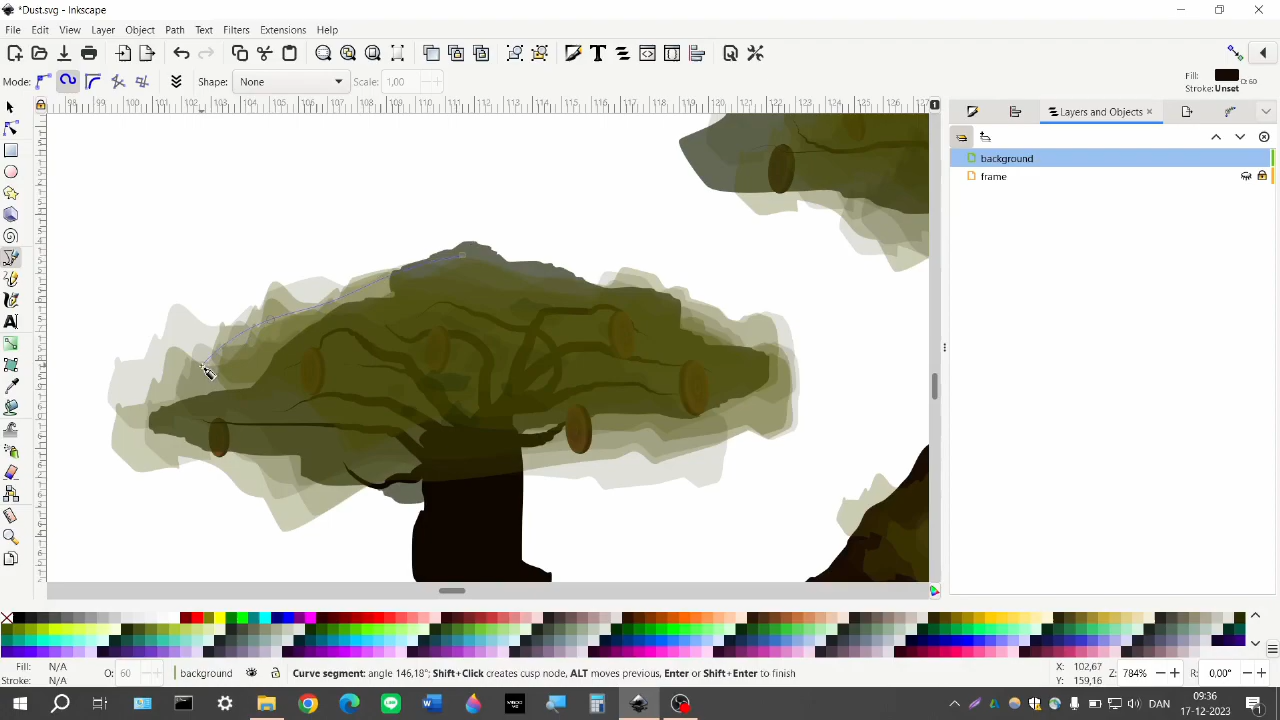 *Dust.svg - Inkscape
File Edit View Layer Object Path Text Filters Extensions Help
Mode: Shape: None Scale: 1,00
Fill: Ct 60
Stroke: Unset
Layers and Objects
background
frame
Fill: N/A
Stroke: N/A
O: 60
background
Curve segment: angle 146,18°; Shift+Click creates cusp node, ALT moves previous, Enter or Shift+Enter to finish
X: 102,67
Y: 159,16
Z: 784%
R: 0,00°
DAN
09:36
17-12-2023